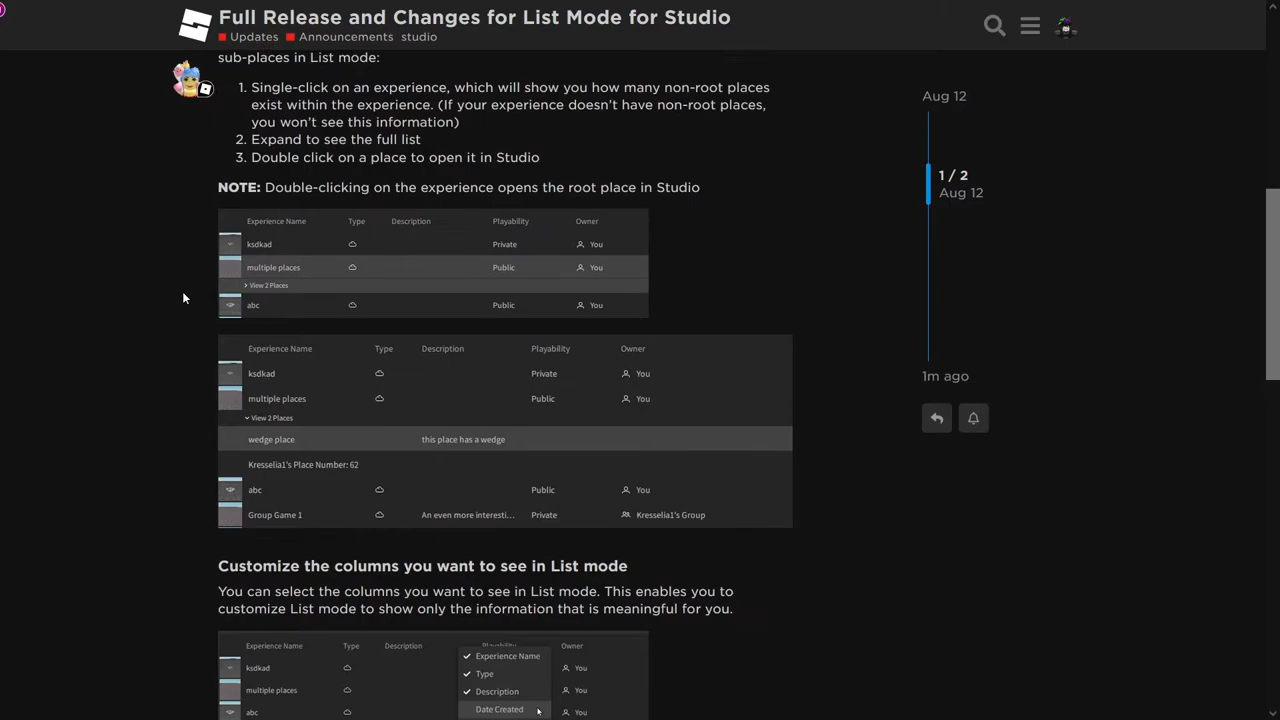 Full Release and Changes for List Mode for Studio
Updates Announcements studio
sub-places in List mode:
1. Single-click on an experience, which will show you how many non-root places
exist within the experience. (If your experience doesn't have non-root places,
you won't see this information)
2. Expand to see the full list
3. Double click on a place to open it in Studio
NOTE: Double-clicking on the experience opens the root place in Studio
Experience Name Type Description Playability Owner
ksdkad Private You
multiple places Public You
View 2 Places
abc Public You
Experience Name Type Description Playability Owner
ksdkad Private You
multiple places Public You
View 2 Places
wedge place this place has a wedge
Kresselia1's Place Number: 62
abc Public You
Group Game 1 An even more interesti... Private Kresselia1's Group
Customize the columns you want to see in List mode
You can select the columns you want to see in List mode. This enables you to
customize List mode to show only the information that is meaningful for you.
Experience Name Type Description Playability Owner
Experience Name
ksdkad You
Type
multiple places You
Description
abc You
Date Created
Aug 12
1 / 2
Aug 12
1m ago